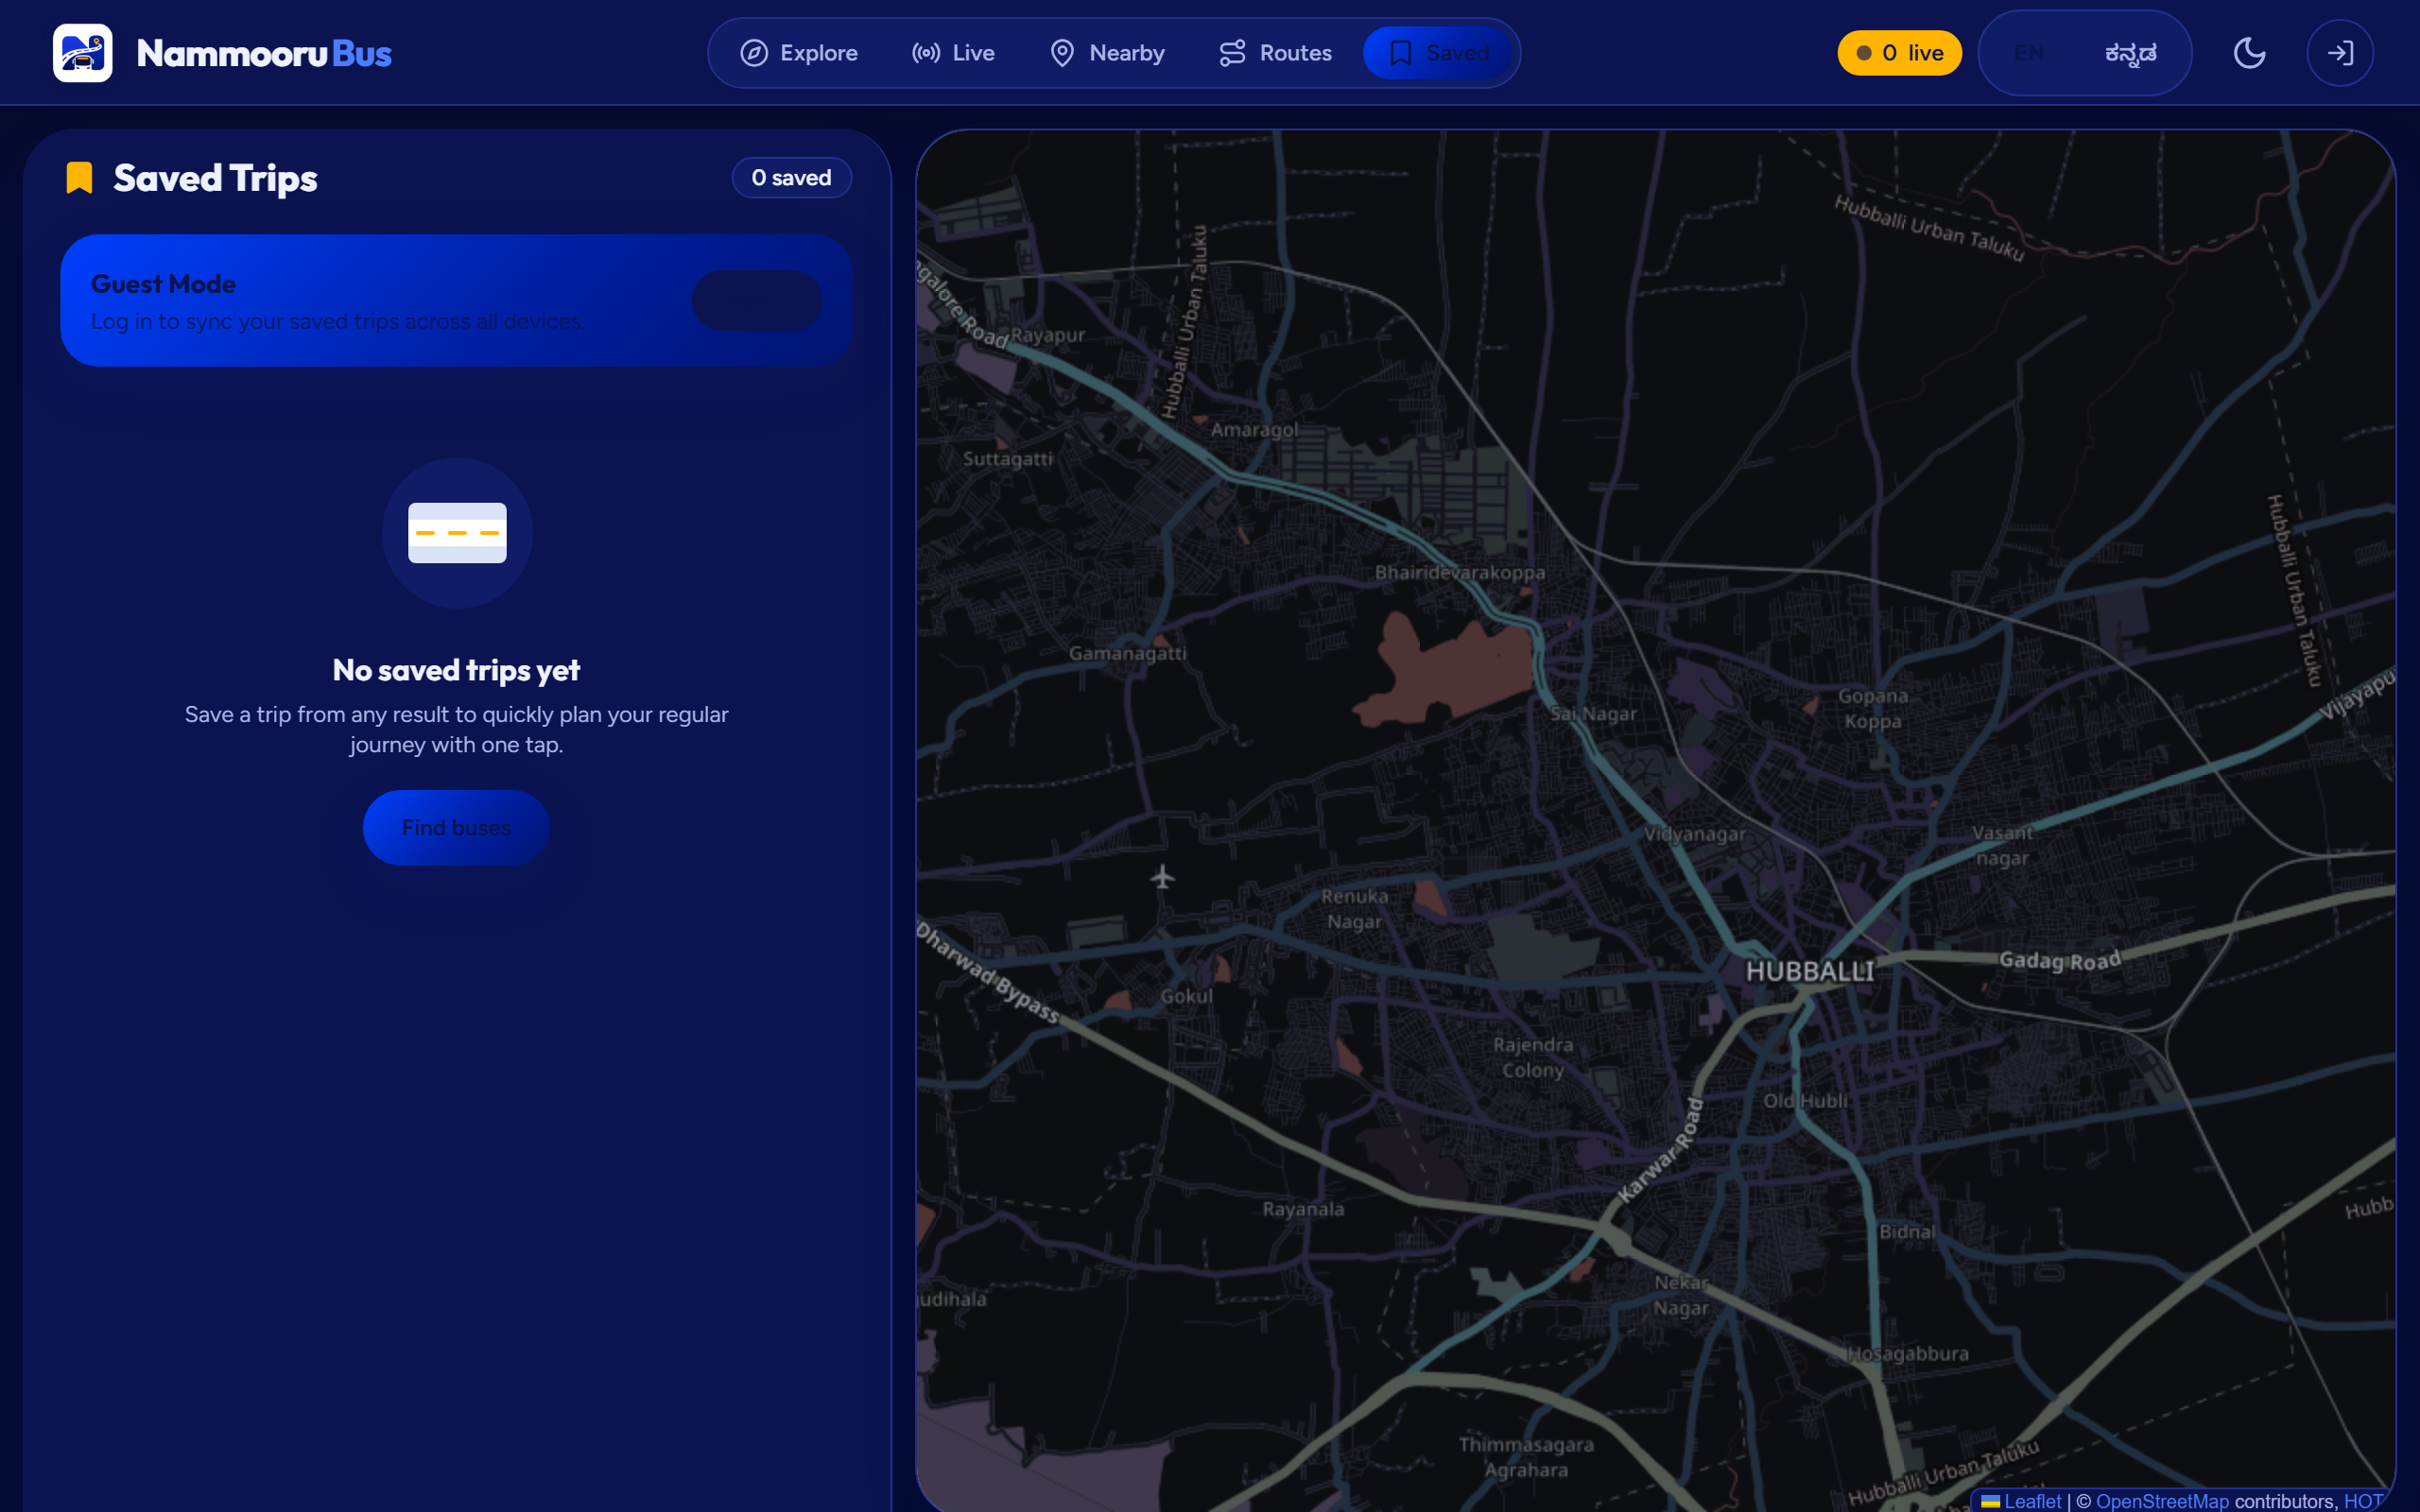 Nammooru Bus
Explore
Live
Nearby
Routes
Saved
0 live
EN
ಕನ್ನಡ
Saved Trips
0 saved
Guest Mode
Log in to sync your saved trips across all devices.
No saved trips yet
Save a trip from any result to quickly plan your regular
journey with one tap.
Find buses
Hubballi Urban Taluku
Hubballi Urban Taluku
Rayapur
Amaragol
Suttagatti
Bhairidevarakoppa
Hubballi Urban Taluku
Gamanagatti
Sai Nagar
Gopana
Koppa
Vidyanagar
Vasant
nagar
Renuka
Nagar
Dharwad Bypass
HUBBALLI
Gadag Road
Gokul
Rajendra
Colony
Old Hubli
Karwar Road
Rayanala
Bidnal
Nekar
Nagar
Hosagabbura
Thimmasagara
Agrahara
Hubballi Urban Taluku
Leaflet | © OpenStreetMap contributors, HOT